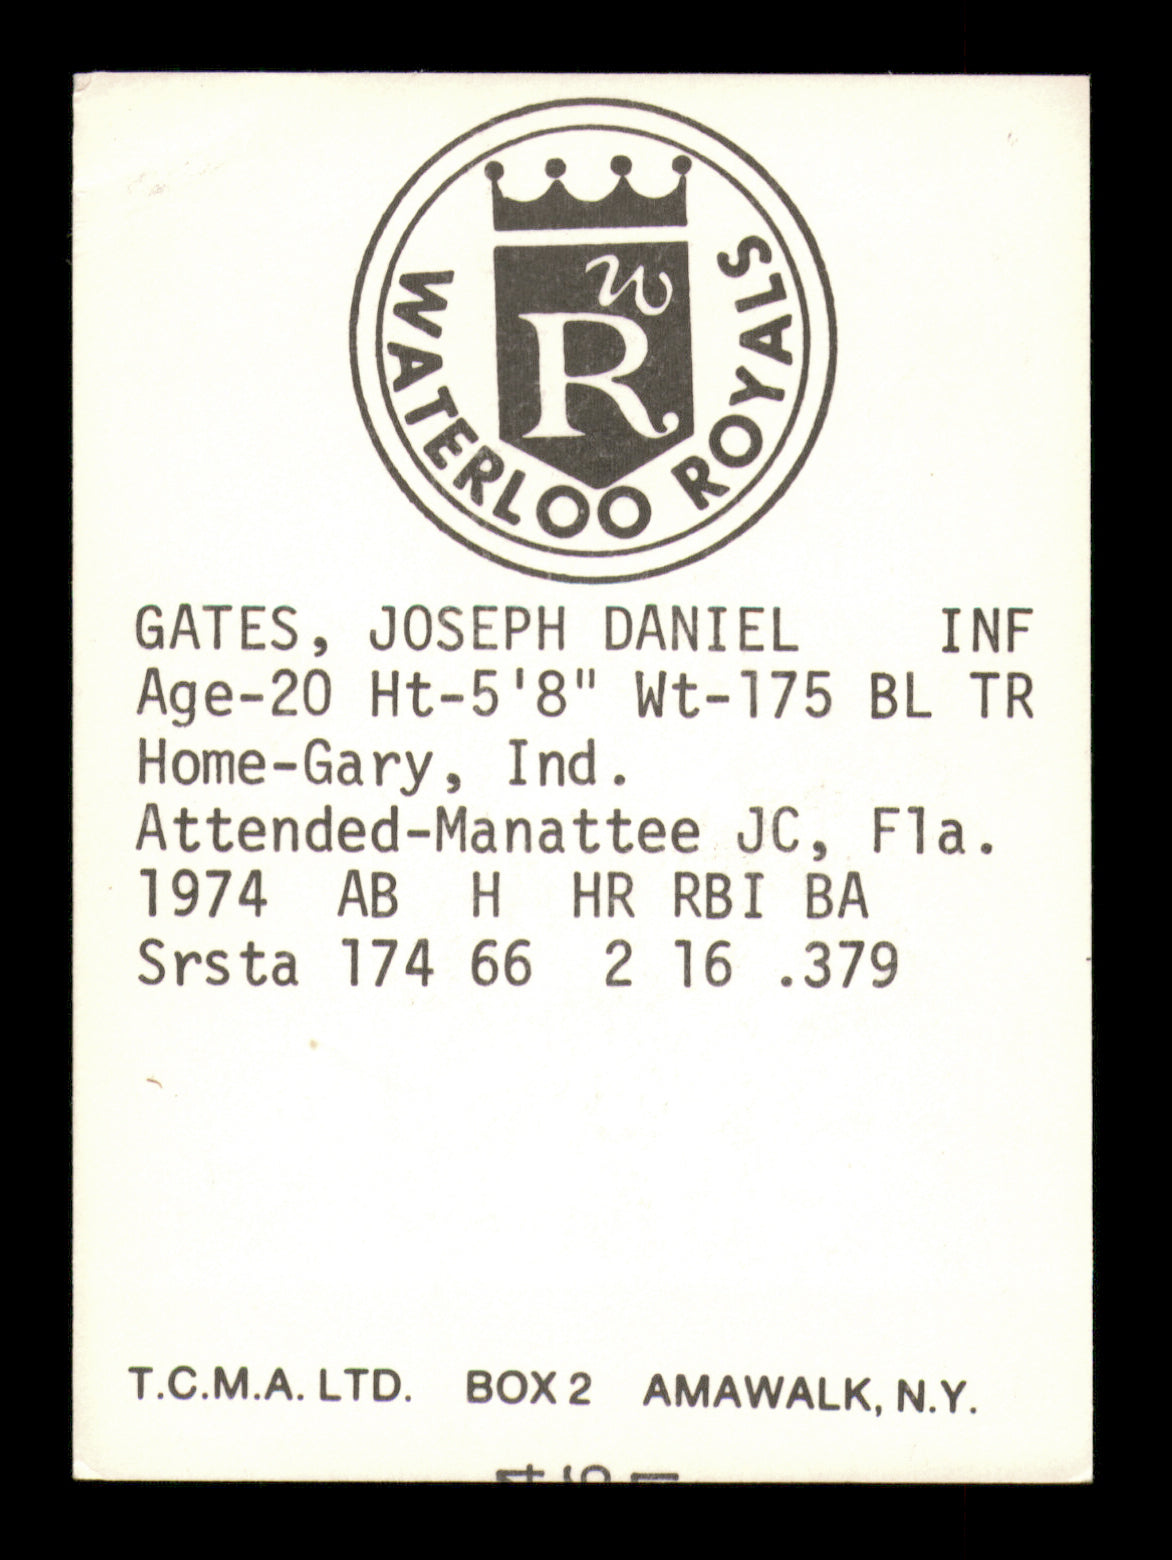 W
R
WATERLOO ROYALS
GATES, JOSEPH DANIEL INF
Age-20 Ht-5'8" Wt-175 BL TR
Home-Gary, Ind.
Attended-Manattee JC, Fla.
1974 AB H HR RBI BA
Srsta 174 66 2 16 .379
T.C.M.A. LTD. BOX 2 AMAWALK, N.Y.